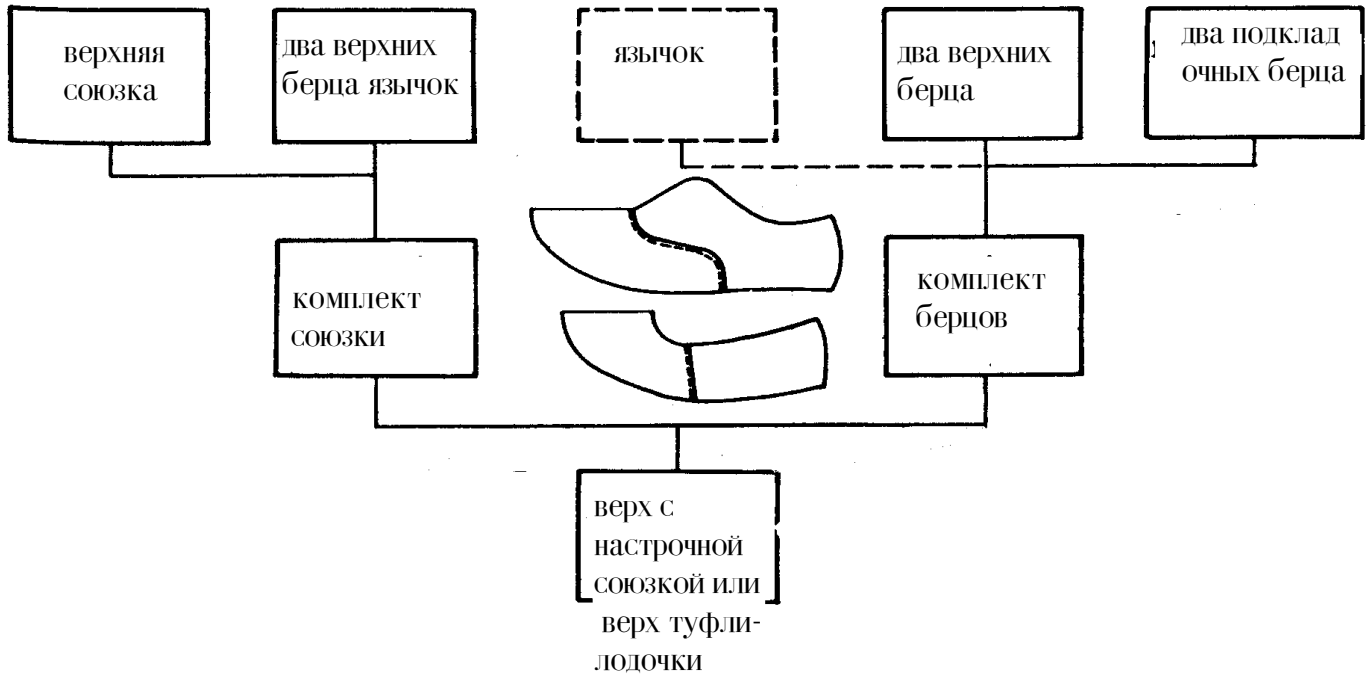 верхняя
союзка
два верхних
берца язычок
язычок
два верхних
берца
два подклад
очных берца
комплект
союзки
комплект
берцов
верх с
настрочной
союзкой или
верх туфли-
лодочки